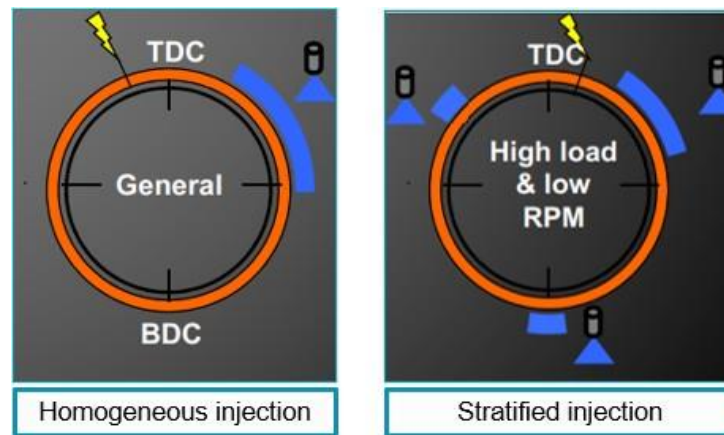 TDC
General
BDC
Homogeneous injection
TDC
High load
& low
RPM
Stratified injection